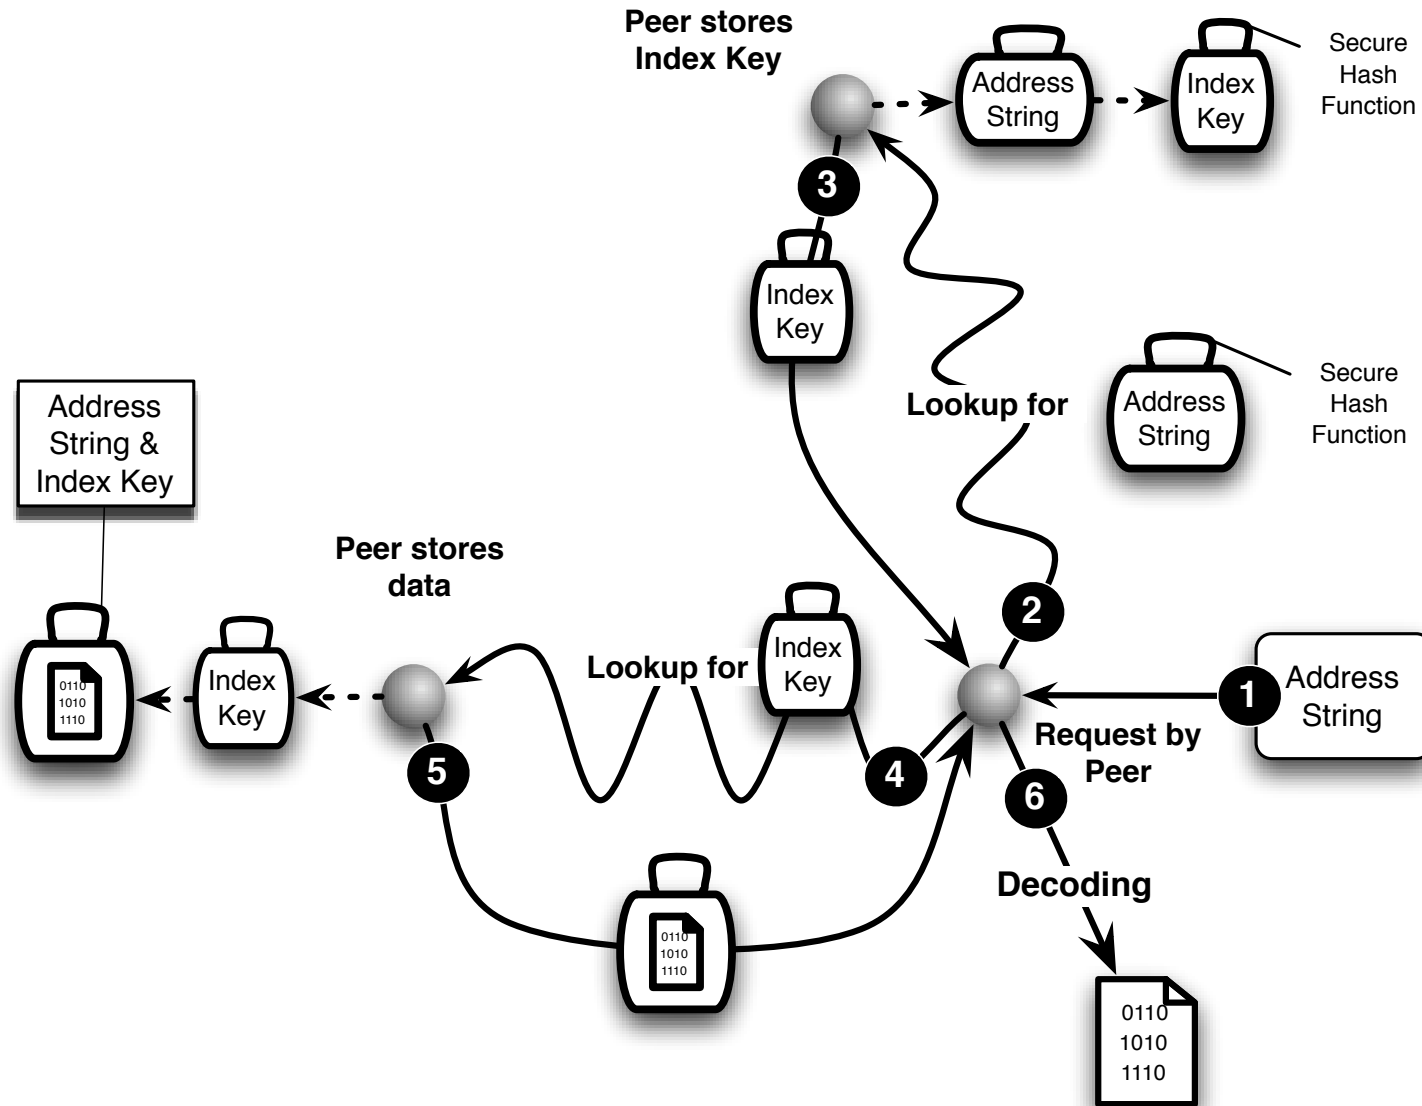 Peer stores
Index Key
Address
String
Index
Key
Secure
Hash
Function
3
Index
Key
Lookup for
Address
String
Secure
Hash
Function
Address
String &
Index Key
Peer stores
data
2
0110
1010
1110
Index
Key
Lookup for
Index
Key
1
Address
String
Request by
Peer
5
4
6
Decoding
0110
1010
1110
0110
1010
1110